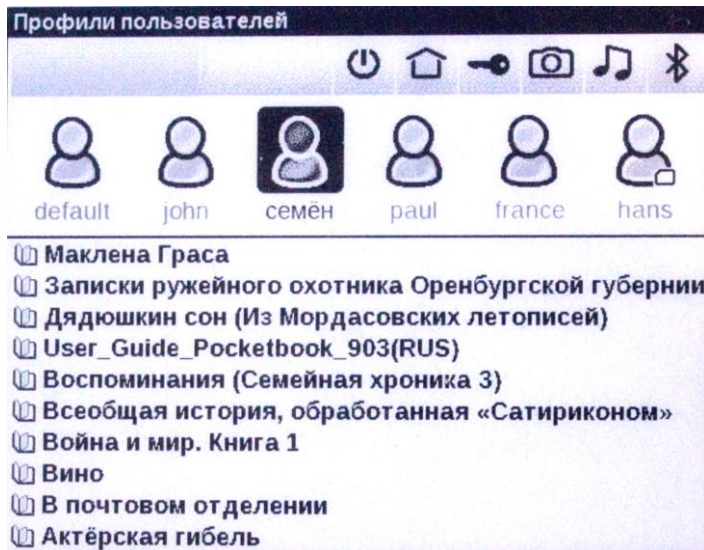 Профили пользователей
default john семён paul france hans
Маклена Граса
Записки ружейного охотника Оренбургской губернии
Дядюшкин сон (Из Мордасовских летописей)
User_Guide_Pocketbook_903(RUS)
Воспоминания (Семейная хроника 3)
Всеобщая история, обработанная «Сатириконом»
Война и мир. Книга 1
Вино
В почтовом отделении
Актёрская гибель